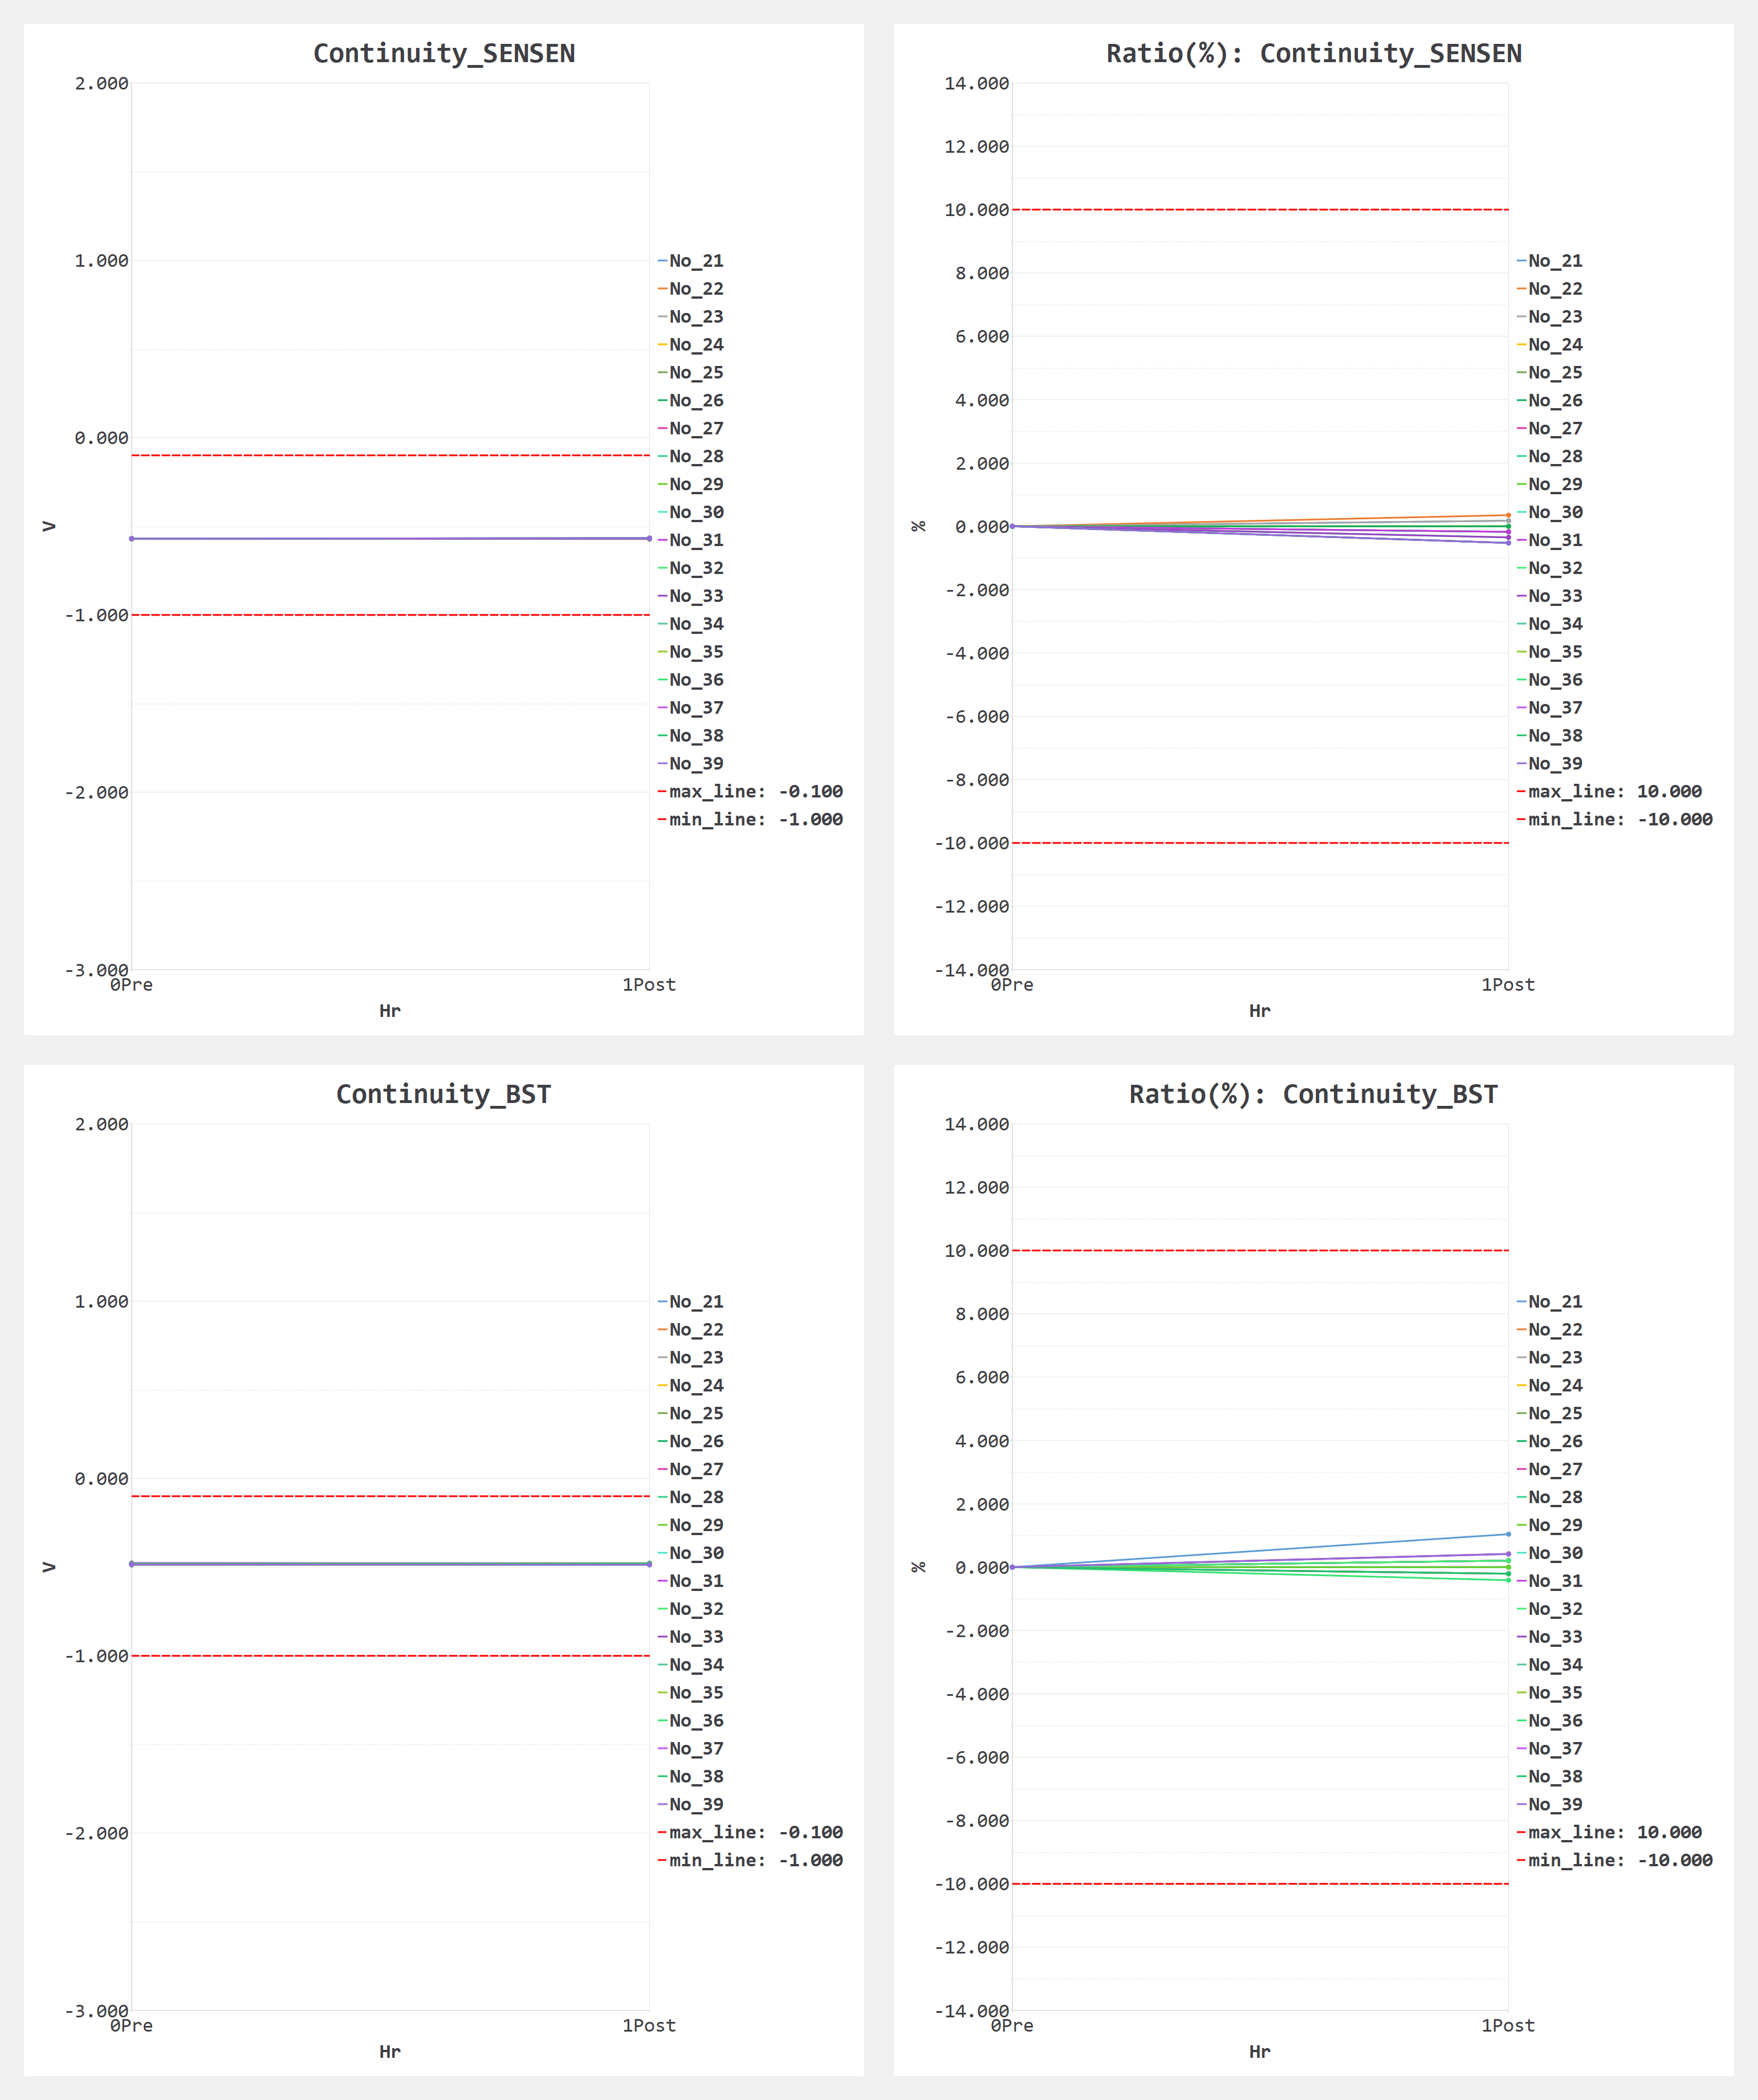 Continuity_SENSEN
2.000
1.000
0.000
-1.000
-2.000
-3.000
V
0Pre
1Post
Hr
No_21
No_22
No_23
No_24
No_25
No_26
No_27
No_28
No_29
No_30
No_31
No_32
No_33
No_34
No_35
No_36
No_37
No_38
No_39
max_line: -0.100
min_line: -1.000
Ratio(%): Continuity_SENSEN
14.000
12.000
10.000
8.000
6.000
4.000
2.000
0.000
-2.000
-4.000
-6.000
-8.000
-10.000
-12.000
-14.000
%
0Pre
1Post
Hr
No_21
No_22
No_23
No_24
No_25
No_26
No_27
No_28
No_29
No_30
No_31
No_32
No_33
No_34
No_35
No_36
No_37
No_38
No_39
max_line: 10.000
min_line: -10.000
Continuity_BST
2.000
1.000
0.000
-1.000
-2.000
-3.000
V
0Pre
1Post
Hr
No_21
No_22
No_23
No_24
No_25
No_26
No_27
No_28
No_29
No_30
No_31
No_32
No_33
No_34
No_35
No_36
No_37
No_38
No_39
max_line: -0.100
min_line: -1.000
Ratio(%): Continuity_BST
14.000
12.000
10.000
8.000
6.000
4.000
2.000
0.000
-2.000
-4.000
-6.000
-8.000
-10.000
-12.000
-14.000
%
0Pre
1Post
Hr
No_21
No_22
No_23
No_24
No_25
No_26
No_27
No_28
No_29
No_30
No_31
No_32
No_33
No_34
No_35
No_36
No_37
No_38
No_39
max_line: 10.000
min_line: -10.000